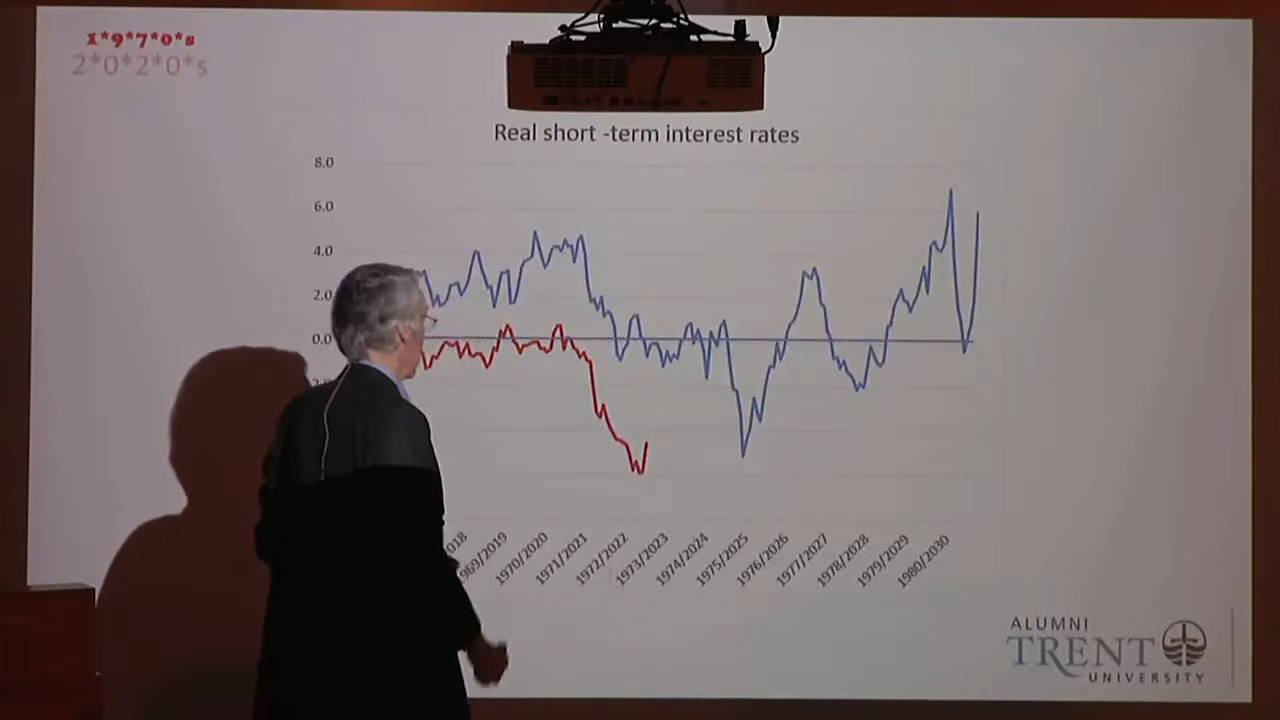 1*9*7*0*s
2*0*2*0*s
Real short -term interest rates
8.0
6.0
4.0
2.0
0.0
1970/2020
1971/2021
1972/2022
1973/2023
1974/2024
1975/2025
1976/2026
1977/2027
1978/2028
1979/2029
1980/2030
ALUMNI
TRENT
UNIVERSITY